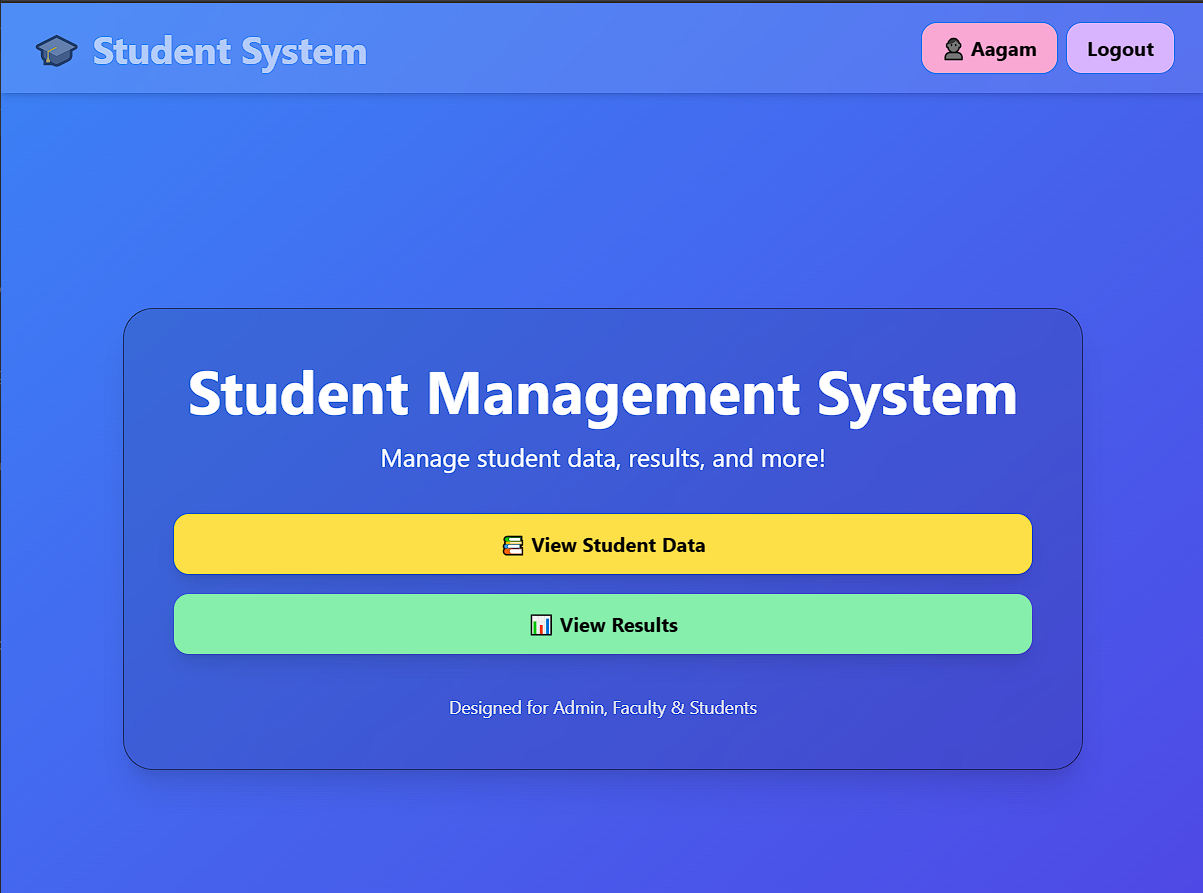 🎓 Student System
👤 Aagam
Logout
Student Management System
Manage student data, results, and more!
📚 View Student Data
📊 View Results
Designed for Admin, Faculty & Students